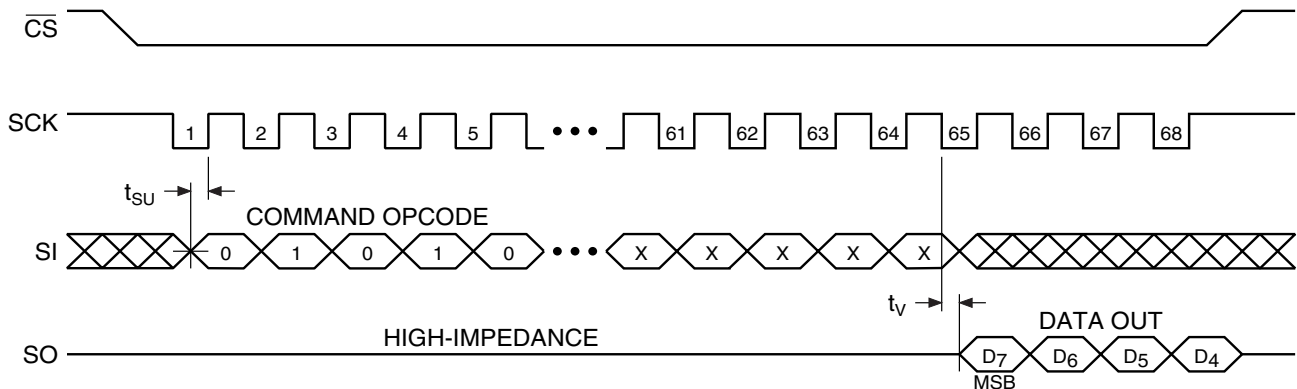 CS
SCK 1 2 3 4 5 ••• 61 62 63 64 65 66 67 68
tSU
COMMAND OPCODE
SI 0 1 0 1 0 ••• X X X X X
tV
HIGH-IMPEDANCE
DATA OUT
SO D7 D6 D5 D4
MSB